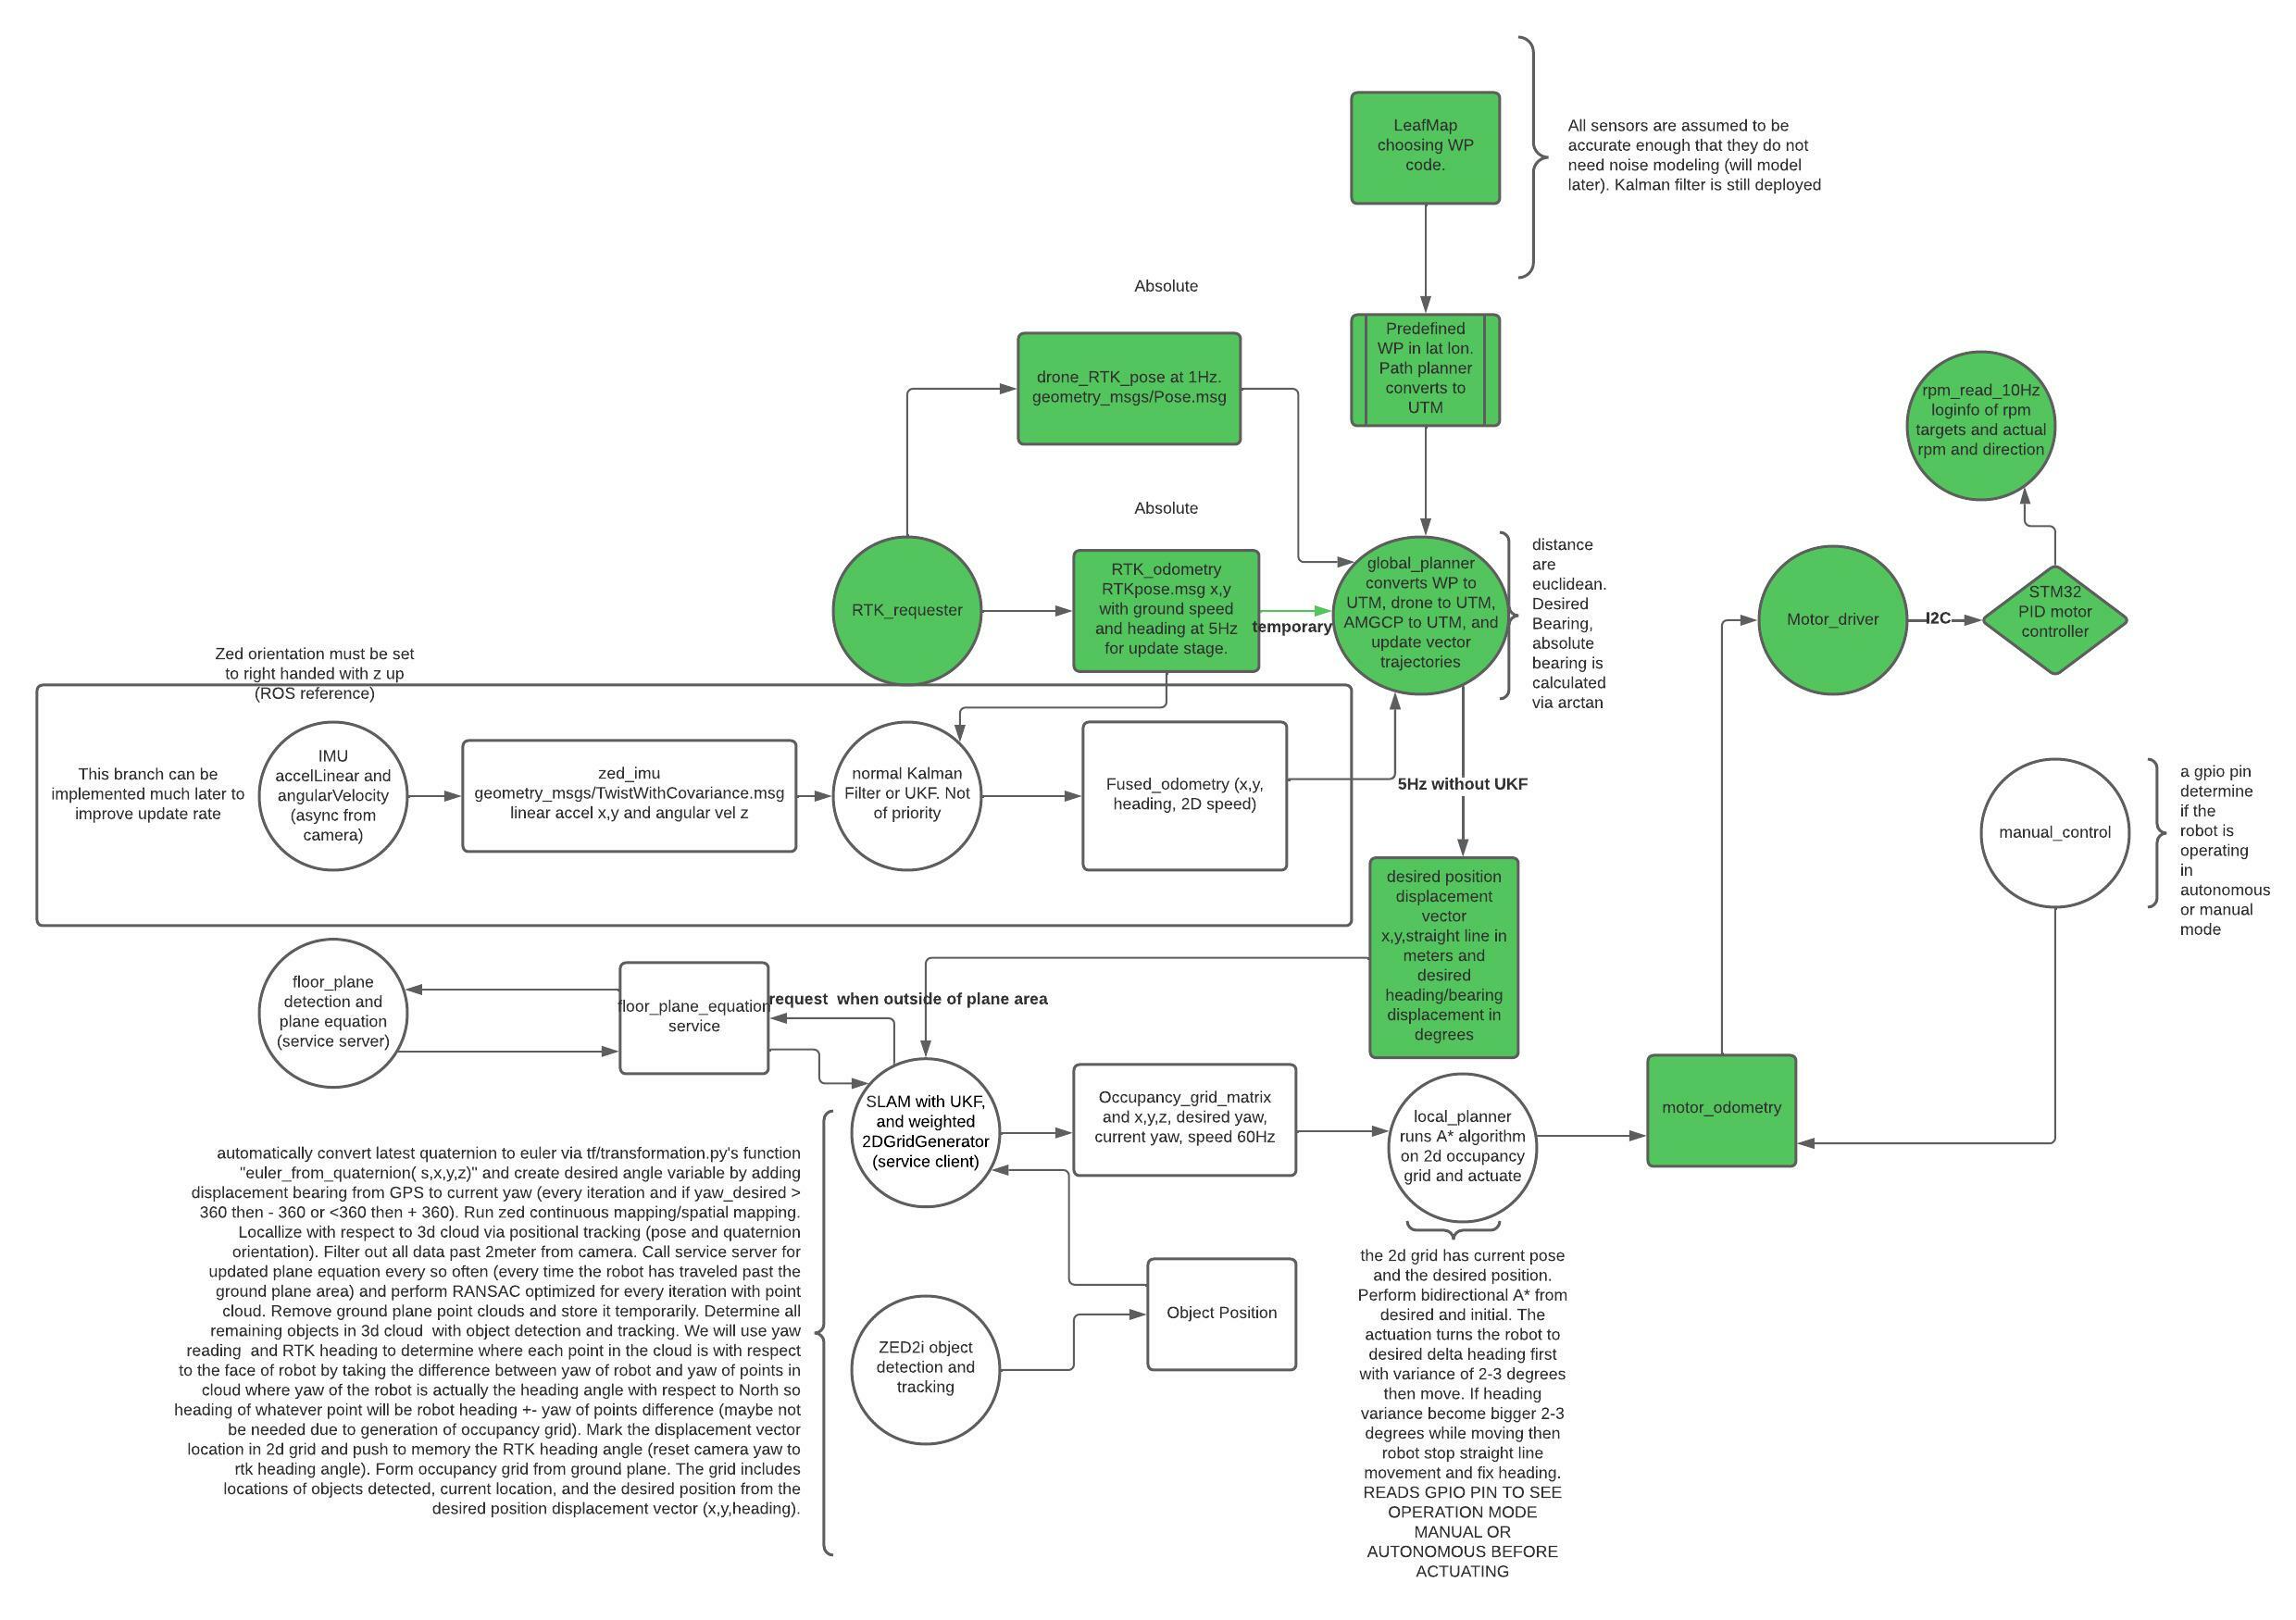 LeafMap
choosing WP
code.
All sensors are assumed to be
accurate enough that they do not
need noise modeling (will model
later). Kalman filter is still deployed
Absolute
drone_RTK_pose at 1Hz.
geometry_msgs/Pose.msg
Predefined
WP in lat lon.
Path planner
converts to
UTM
rpm_read_10Hz
loginfo of rpm
targets and actual
rpm and direction
Absolute
RTK_requester
RTK_odometry
RTKpose.msg x,y
with ground speed
and heading at 5Hz
for update stage.
temporary
global_planner
converts WP to
UTM, drone to UTM,
AMGCP to UTM, and
update vector
trajectories
distance
are
euclidean.
Desired
Bearing,
absolute
bearing is
calculated
via arctan
Motor_driver
I2C
STM32
PID motor
controller
Zed orientation must be set
to right handed with z up
(ROS reference)
This branch can be
implemented much later to
improve update rate
IMU
accelLinear and
angularVelocity
(async from
camera)
zed_imu
geometry_msgs/TwistWithCovariance.msg
linear accel x,y and angular vel z
normal Kalman
Filter or UKF. Not
of priority
Fused_odometry (x,y,
heading, 2D speed)
5Hz without UKF
manual_control
a gpio pin
determine
if the
robot is
operating
in
autonomous
or manual
mode
desired position
displacement
vector
x,y,straight line in
meters and
desired
heading/bearing
displacement in
degrees
floor_plane
detection and
plane equation
(service server)
floor_plane_equation
service
request  when outside of plane area
SLAM with UKF,
and weighted
2DGridGenerator
(service client)
Occupancy_grid_matrix
and x,y,z, desired yaw,
current yaw, speed 60Hz
local_planner
runs A* algorithm
on 2d occupancy
grid and actuate
motor_odometry
automatically convert latest quaternion to euler via tf/transformation.py's function
"euler_from_quaternion( s,x,y,z)" and create desired angle variable by adding
displacement bearing from GPS to current yaw (every iteration and if yaw_desired >
360 then - 360 or <360 then + 360). Run zed continuous mapping/spatial mapping.
Locallize with respect to 3d cloud via positional tracking (pose and quaternion
orientation). Filter out all data past 2meter from camera. Call service server for
updated plane equation every so often (every time the robot has traveled past the
ground plane area) and perform RANSAC optimized for every iteration with point
cloud. Remove ground plane point clouds and store it temporarily. Determine all
remaining objects in 3d cloud  with object detection and tracking. We will use yaw
reading  and RTK heading to determine where each point in the cloud is with respect
to the face of robot by taking the difference between yaw of robot and yaw of points in
cloud where yaw of the robot is actually the heading angle with respect to North so
heading of whatever point will be robot heading +- yaw of points difference (maybe not
be needed due to generation of occupancy grid). Mark the displacement vector
location in 2d grid and push to memory the RTK heading angle (reset camera yaw to
rtk heading angle). Form occupancy grid from ground plane. The grid includes
locations of objects detected, current location, and the desired position from the
desired position displacement vector (x,y,heading).
ZED2i object
detection and
tracking
Object Position
the 2d grid has current pose
and the desired position.
Perform bidirectional A* from
desired and initial. The
actuation turns the robot to
desired delta heading first
with variance of 2-3 degrees
then move. If heading
variance become bigger 2-3
degrees while moving then
robot stop straight line
movement and fix heading.
READS GPIO PIN TO SEE
OPERATION MODE
MANUAL OR
AUTONOMOUS BEFORE
ACTUATING